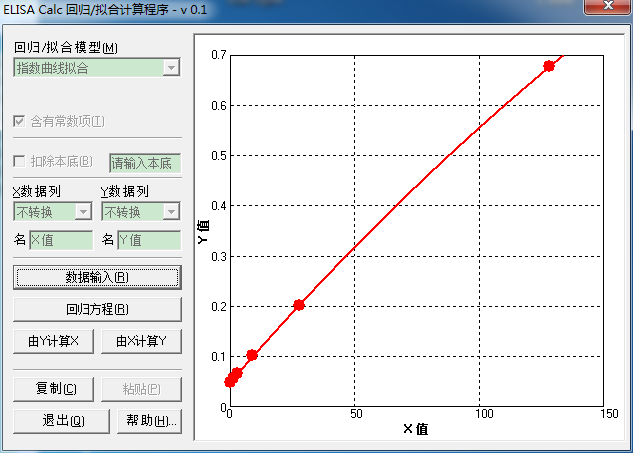 ELISA Calc 回归/拟合计算程序 - v 0.1
回归/拟合模型(M)
指数曲线拟合
含有常数项(I)
扣除本底(B) 请输入本底
X数据列 Y数据列
不转换 不转换
名 X值 名 Y值
数据输入(R)
回归方程(R)
由Y计算X 由X计算Y
复制(C) 粘贴(P)
退出(Q) 帮助(H)...
0.7
0.6
0.5
0.4
0.3
0.2
0.1
0
Y 值
0 50 100 150
X 值